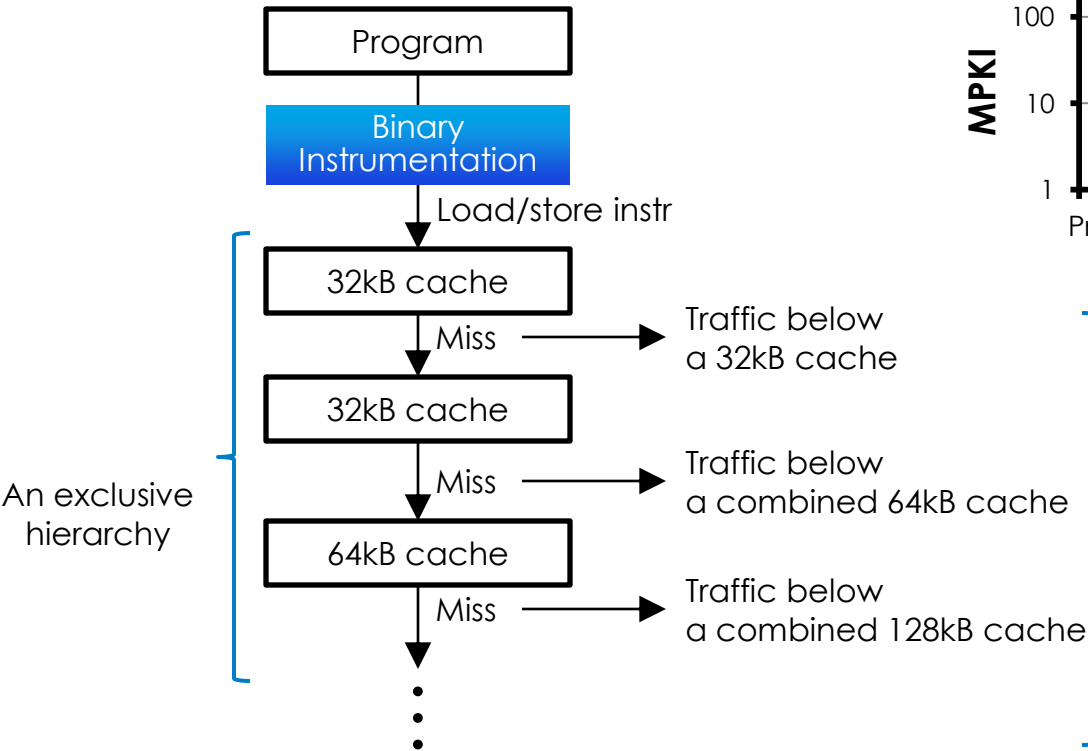 Program
Binary
Instrumentation
Load/store instr
32kB cache
Miss
Traffic below
a 32kB cache
32kB cache
Miss
Traffic below
a combined 64kB cache
An exclusive
hierarchy
64kB cache
Miss
Traffic below
a combined 128kB cache
100
MPKI
10
1
Pr